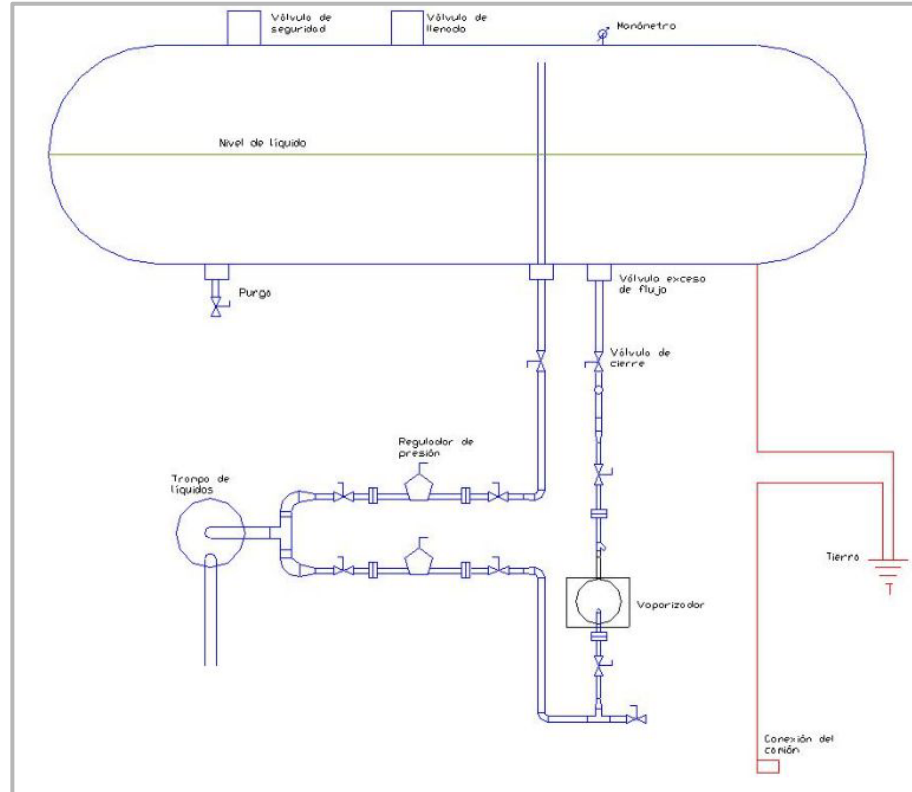 Válvula de
seguridad
Válvula de
llenado
Manómetro
Nivel de líquido
Purga
Válvula exceso
de flujo
Válvula de
cierre
Regulador de
presión
Trampa de
líquidos
Tierra
T
Vaporizador
Conexión del
camión